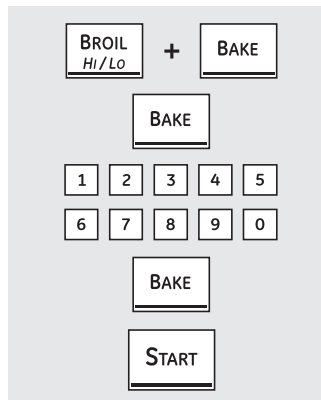 BROIL + BAKE
HI/LO
BAKE
1 2 3 4 5
6 7 8 9 0
BAKE
START